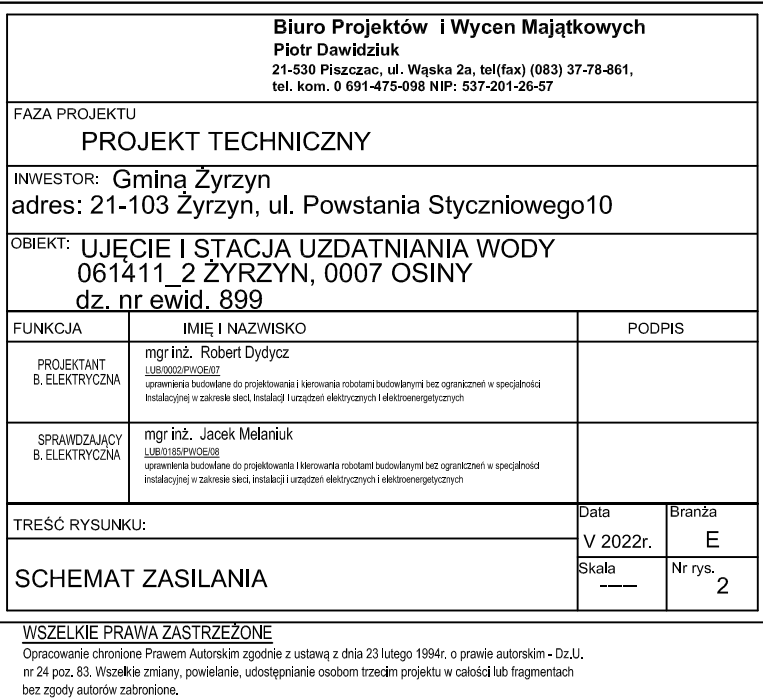 Biuro Projektów i Wycen Majątkowych
Piotr Dawidziuk
21-530 Piszczac, ul. Wąska 2a, tel(fax) (083) 37-78-861,
tel. kom. 0 691-475-098 NIP: 537-201-26-57
FAZA PROJEKTU
PROJEKT TECHNICZNY
INWESTOR: Gmina Żyrzyn
adres: 21-103 Żyrzyn, ul. Powstania Styczniowego10
OBIEKT: UJĘCIE I STACJA UZDATNIANIA WODY
061411_2 ŻYRZYN, 0007 OSINY
dz. nr ewid. 899
FUNKCJA IMIĘ I NAZWISKO PODPIS
PROJEKTANT
B. ELEKTRYCZNA
mgr inż. Robert Dydycz
LUB/0002/PWOE/07
uprawnienia budowlane do projektowania i kierowania robotami budowlanymi bez ograniczeń w specjalności
instalacyjnej w zakresie sieci, instalacji i urządzeń elektrycznych i elektroenergetycznych
SPRAWDZAJĄCY
B. ELEKTRYCZNA
mgr inż. Jacek Melaniuk
LUB/0185/PWOE/08
uprawnienia budowlane do projektowania i kierowania robotami budowlanymi bez ograniczeń w specjalności
instalacyjnej w zakresie sieci, instalacji i urządzeń elektrycznych i elektroenergetycznych
TREŚĆ RYSUNKU:
SCHEMAT ZASILANIA
Data
V 2022r.
Branża
E
Skala
-----
Nr rys.
2
WSZELKIE PRAWA ZASTRZEŻONE
Opracowanie chronione Prawem Autorskim zgodnie z ustawą z dnia 23 lutego 1994r. o prawie autorskim - Dz.U.
nr 24 poz. 83. Wszelkie zmiany, powielanie, udostępnianie osobom trzecim projektu w całości lub fragmentach
bez zgody autorów zabronione.